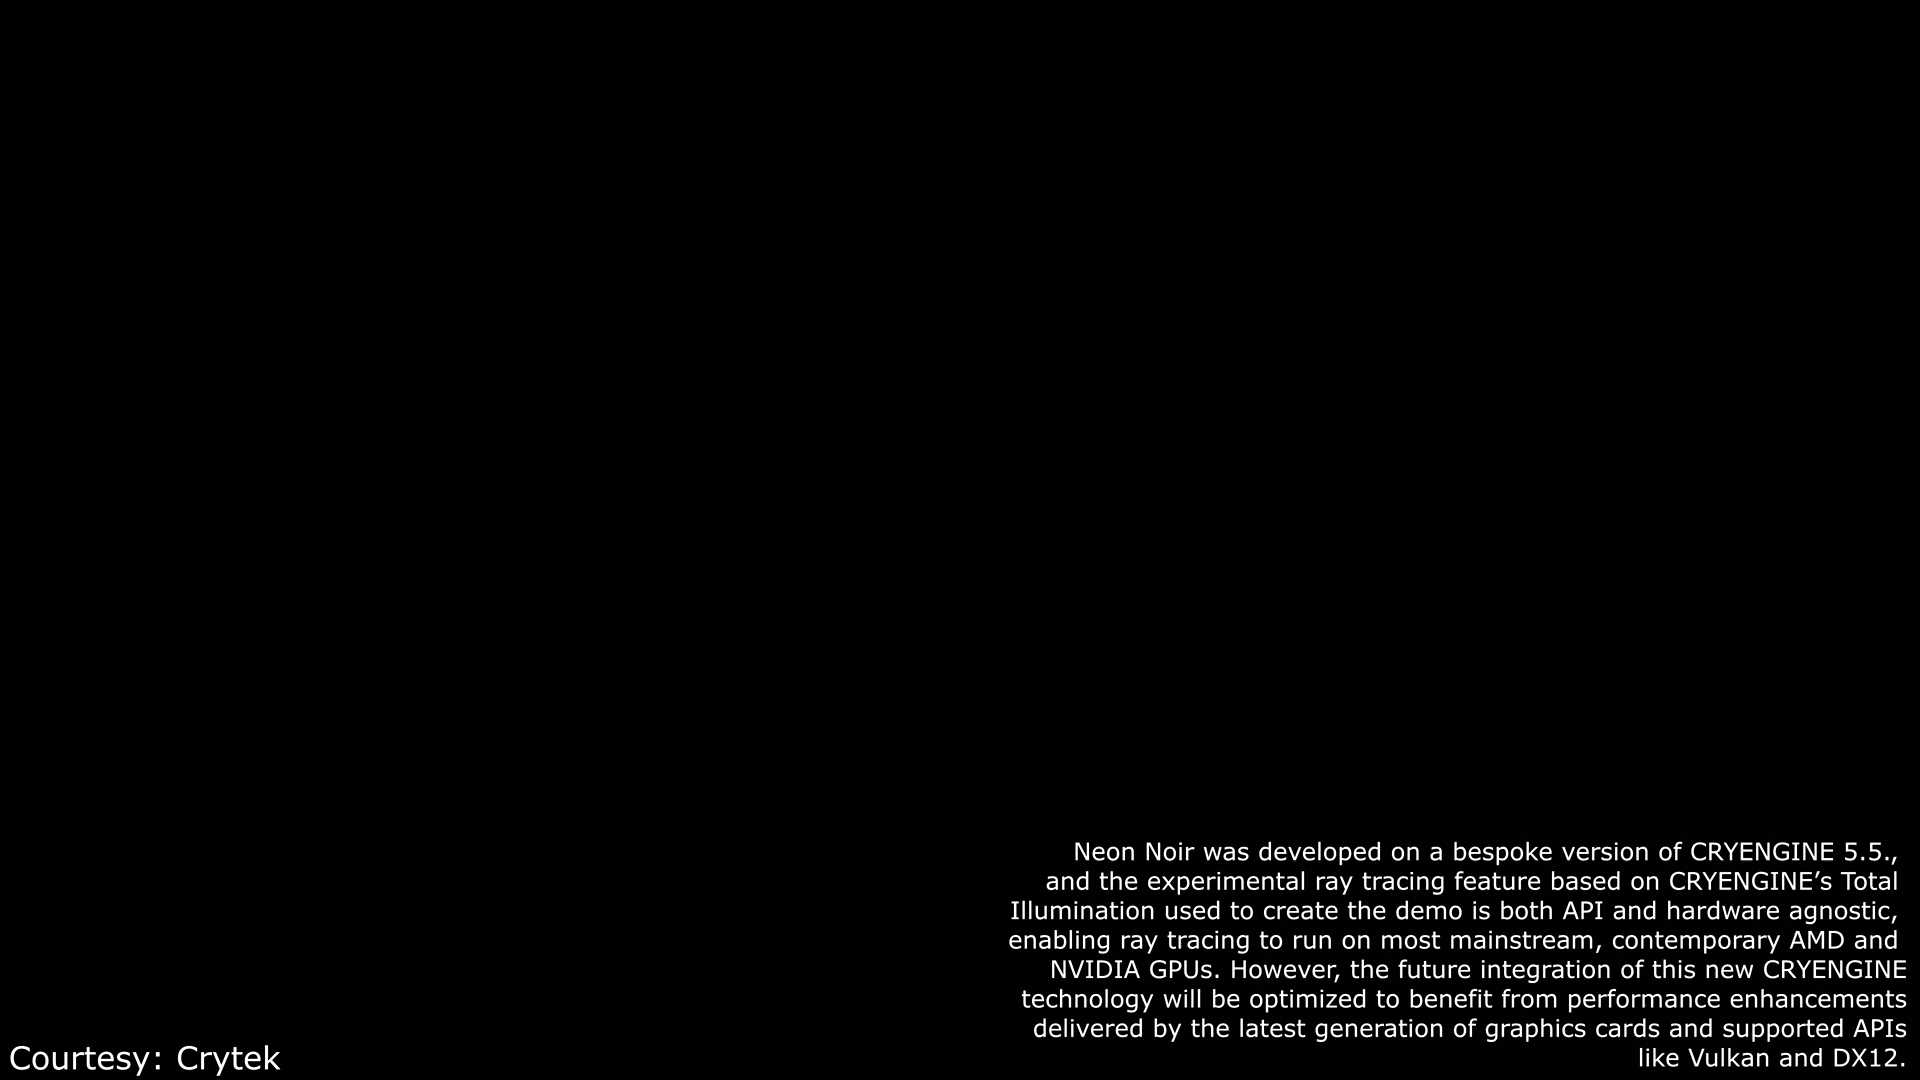 Neon Noir was developed on a bespoke version of CRYENGINE 5.5.,
and the experimental ray tracing feature based on CRYENGINE’s Total
Illumination used to create the demo is both API and hardware agnostic,
enabling ray tracing to run on most mainstream, contemporary AMD and
NVIDIA GPUs. However, the future integration of this new CRYENGINE
technology will be optimized to benefit from performance enhancements
delivered by the latest generation of graphics cards and supported APIs
like Vulkan and DX12.
Courtesy: Crytek